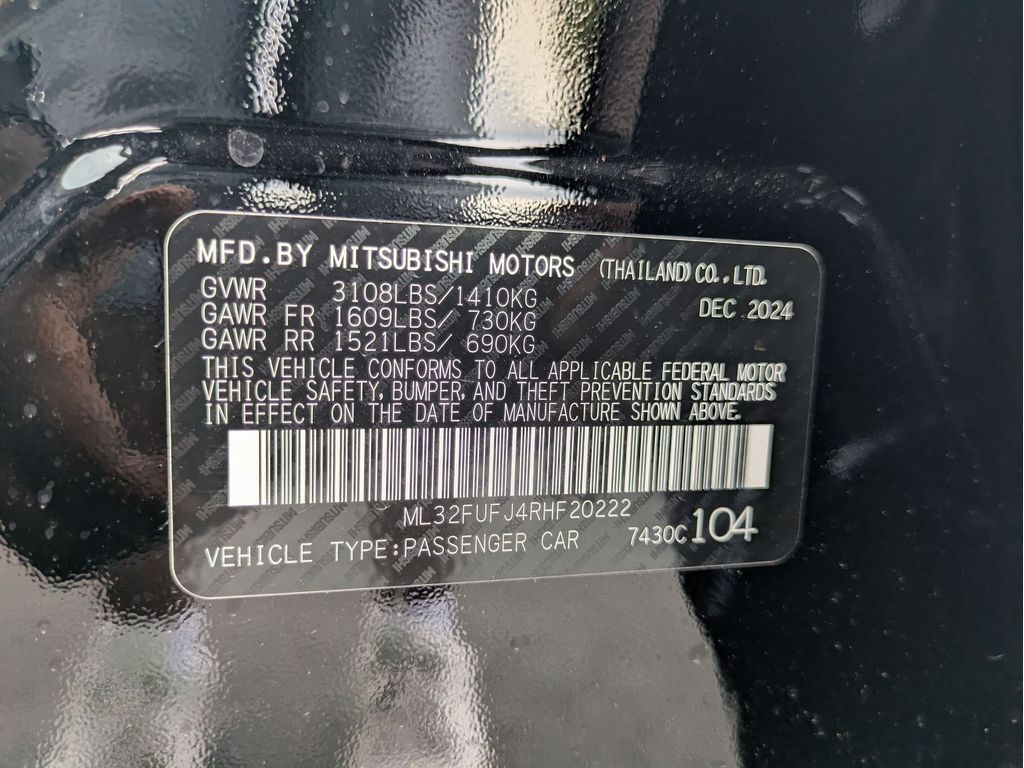 MFD.BY MITSUBISHI MOTORS (THAILAND) CO.,LTD.
GVWR 3108LBS/1410KG DEC 2024
GAWR FR 1609LBS/ 730KG
GAWR RR 1521LBS/ 690KG
THIS VEHICLE CONFORMS TO ALL APPLICABLE FEDERAL MOTOR
VEHICLE SAFETY, BUMPER, AND THEFT PREVENTION STANDARDS
IN EFFECT ON THE DATE OF MANUFACTURE SHOWN ABOVE.
ML32FUFJ4RHF20222
VEHICLE TYPE:PASSENGER CAR 7430C 104